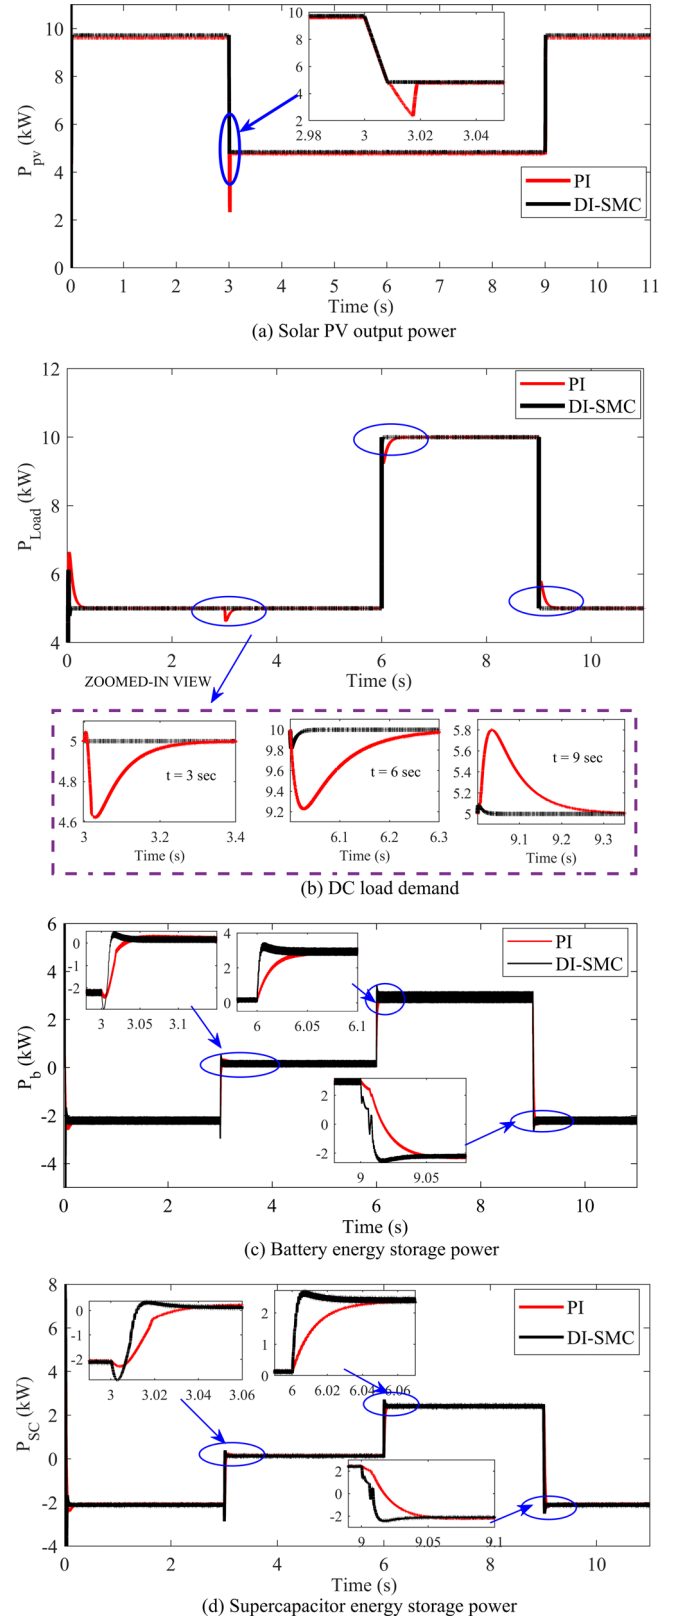 10
8
6
4
2
0
P_pv (kW)
10
8
6
4
2
2.98 3 3.02 3.04
PI
DI-SMC
0 1 2 3 4 5 6 7 8 9 10 11
Time (s)
(a) Solar PV output power
12
10
8
6
4
P_Load (kW)
PI
DI-SMC
0 2 4 6 8 10
ZOOMED-IN VIEW
Time (s)
5
4.8
4.6
t = 3 sec
3 3.2 3.4
Time (s)
10
9.8
9.6
9.4
9.2
t = 6 sec
6.1 6.2 6.3
Time (s)
5.8
5.6
5.4
5.2
5
t = 9 sec
9.1 9.2 9.3
Time (s)
(b) DC load demand
6
4
2
0
-2
-4
P_b (kW)
0
-1
-2
3 3.05 3.1
4
2
0
6 6.05 6.1
PI
DI-SMC
2
0
-2
9 9.05
0 2 4 6 8 10
Time (s)
(c) Battery energy storage power
8
6
4
2
0
-2
-4
P_SC (kW)
0
-1
-2
3 3.02 3.04 3.06
2
1
0
6 6.02 6.04 6.06
PI
DI-SMC
2
0
-2
9 9.05 9.1
0 2 4 6 8 10
Time (s)
(d) Supercapacitor energy storage power